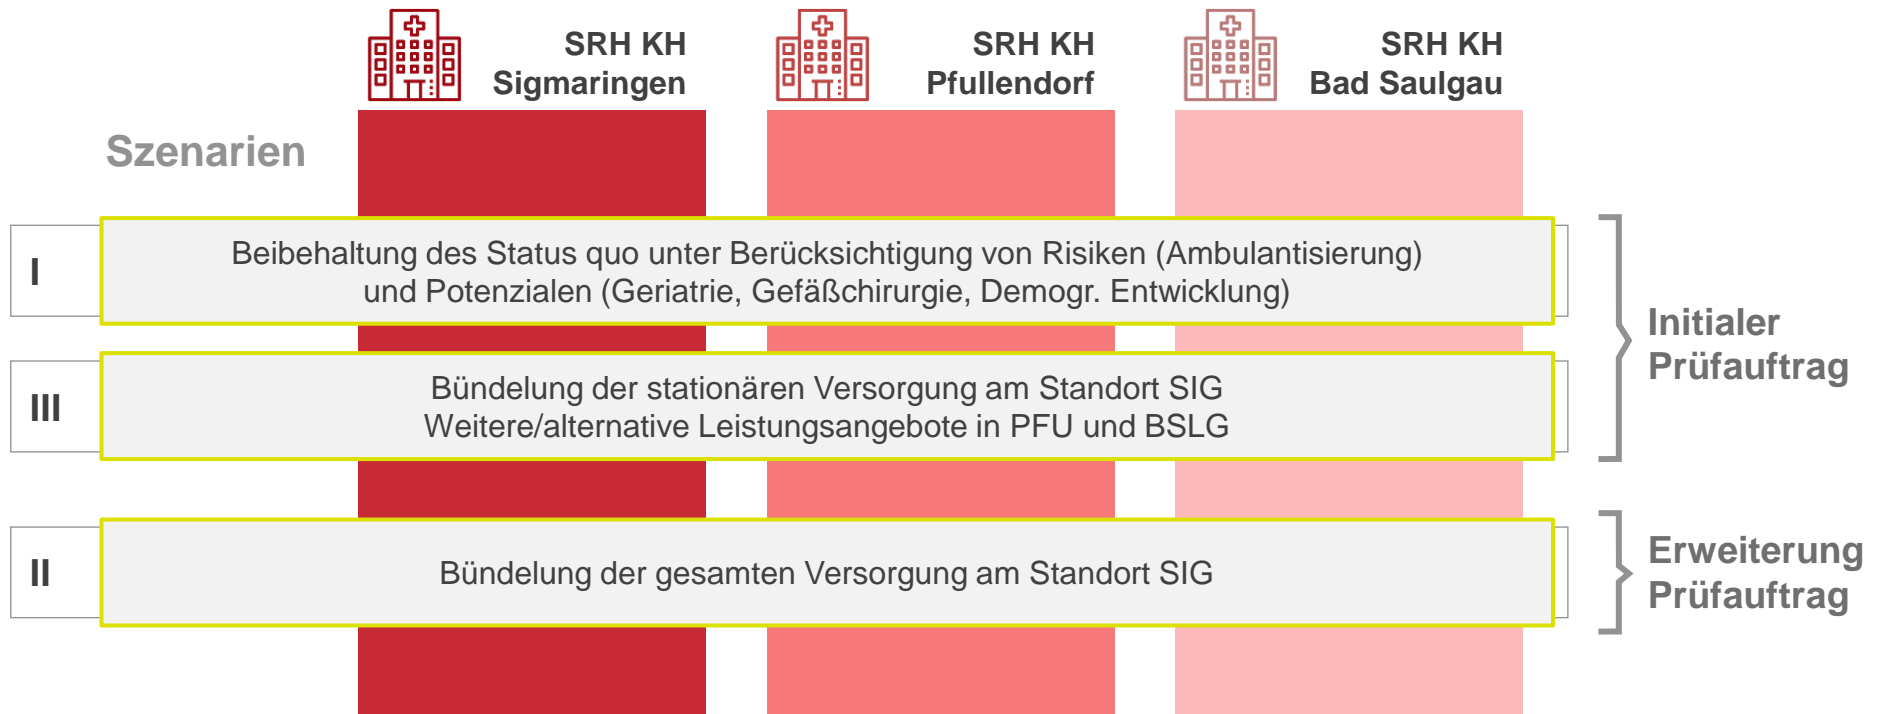 SRH KH
Sigmaringen
SRH KH
Pfullendorf
SRH KH
Bad Saulgau
Szenarien
I
Beibehaltung des Status quo unter Berücksichtigung von Risiken (Ambulantisierung)
und Potenzialen (Geriatrie, Gefäßchirurgie, Demogr. Entwicklung)
III
Bündelung der stationären Versorgung am Standort SIG
Weitere/alternative Leistungsangebote in PFU und BSLG
Initialer
Prüfauftrag
II
Bündelung der gesamten Versorgung am Standort SIG
Erweiterung
Prüfauftrag